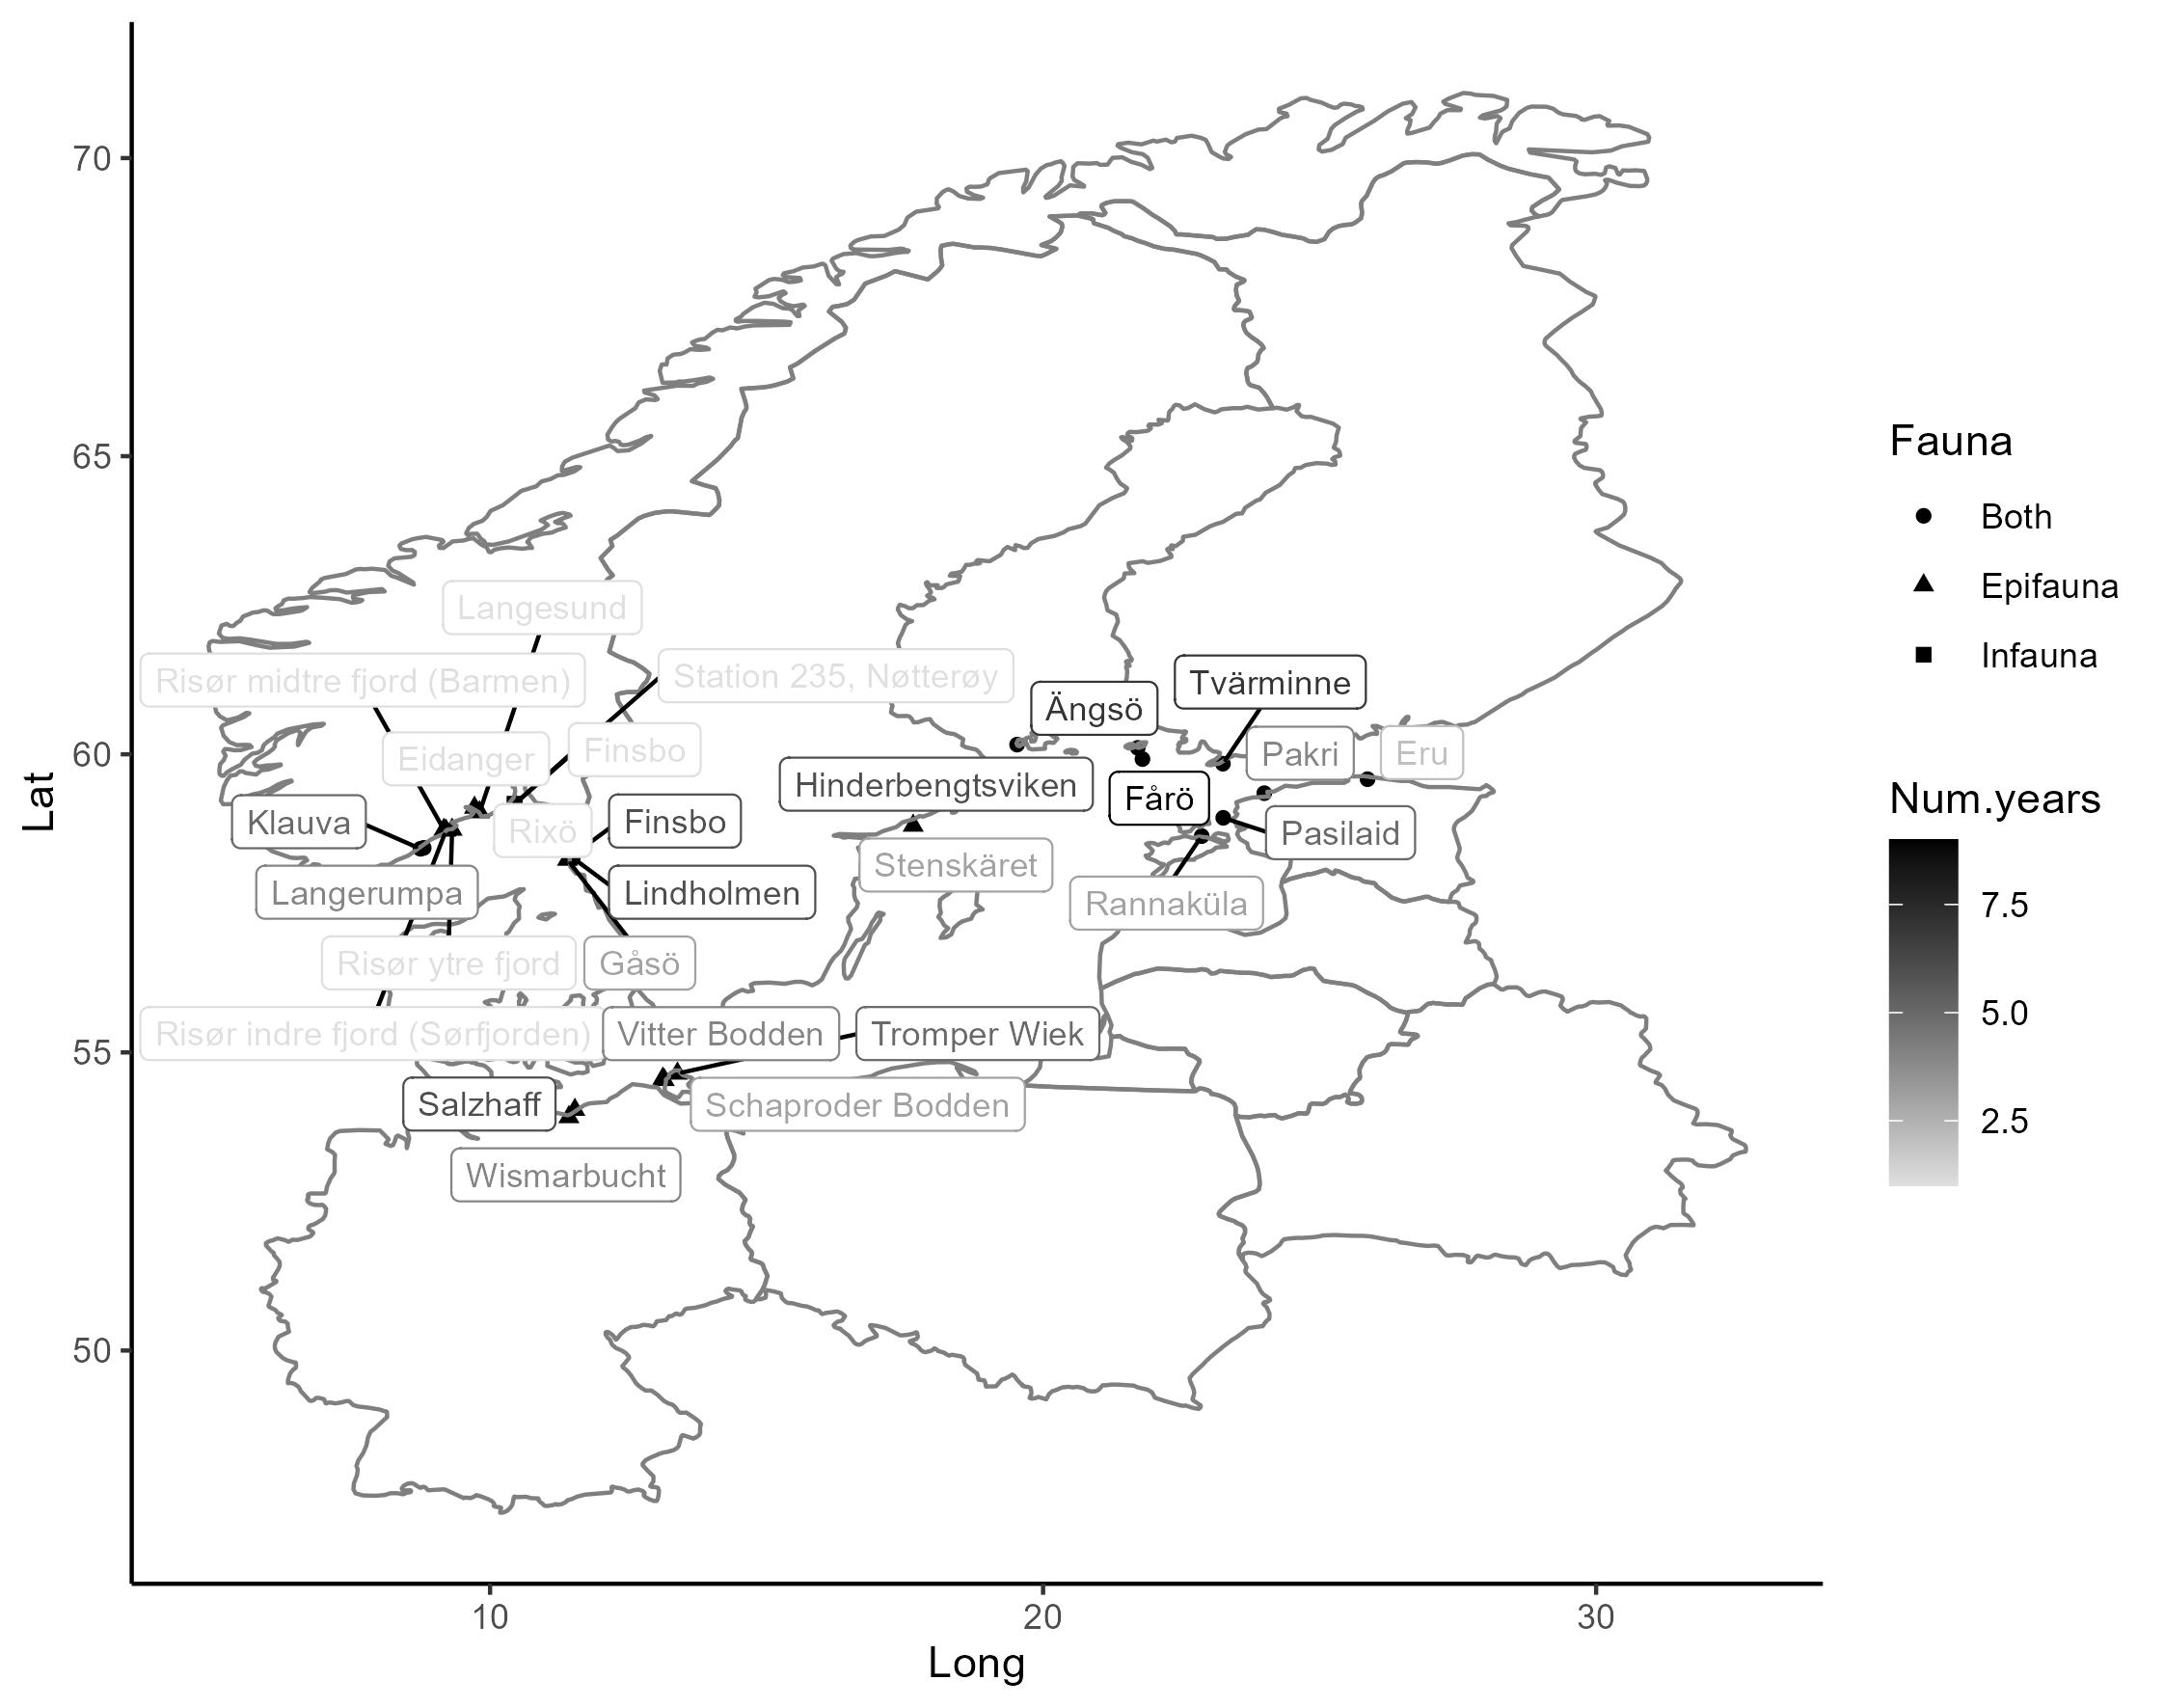 70
65
60
55
50
Lat
10
20
30
Long
Langesund
Risør midtre fjord (Barmen)
Station 235, Nøtterøy
Tvärminne
Ängsö
Eidanger
Finsbo
Pakri
Eru
Hinderbengtsviken
Fårö
Klauva
Rixö
Finsbo
Pasilaid
Stenskäret
Langerumpa
Lindholmen
Rannaküla
Risør ytre fjord
Gåsö
Risør indre fjord (Sørfjorden)
Vitter Bodden
Tromper Wiek
Salzhaff
Schaproder Bodden
Wismarbucht
Fauna
Both
Epifauna
Infauna
Num.years
7.5
5.0
2.5